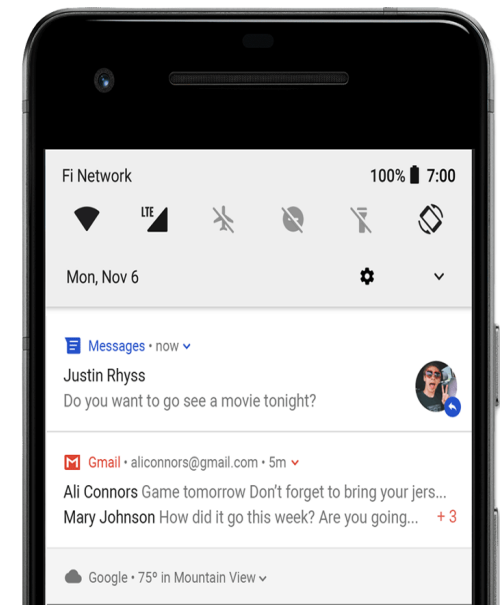 Fi Network 100% 7:00
LTE
Mon, Nov 6
Messages • now
Justin Rhyss
Do you want to go see a movie tonight?
Gmail • aliconnors@gmail.com • 5m
Ali Connors Game tomorrow Don't forget to bring your jers...
Mary Johnson How did it go this week? Are you going... + 3
Google • 75º in Mountain View